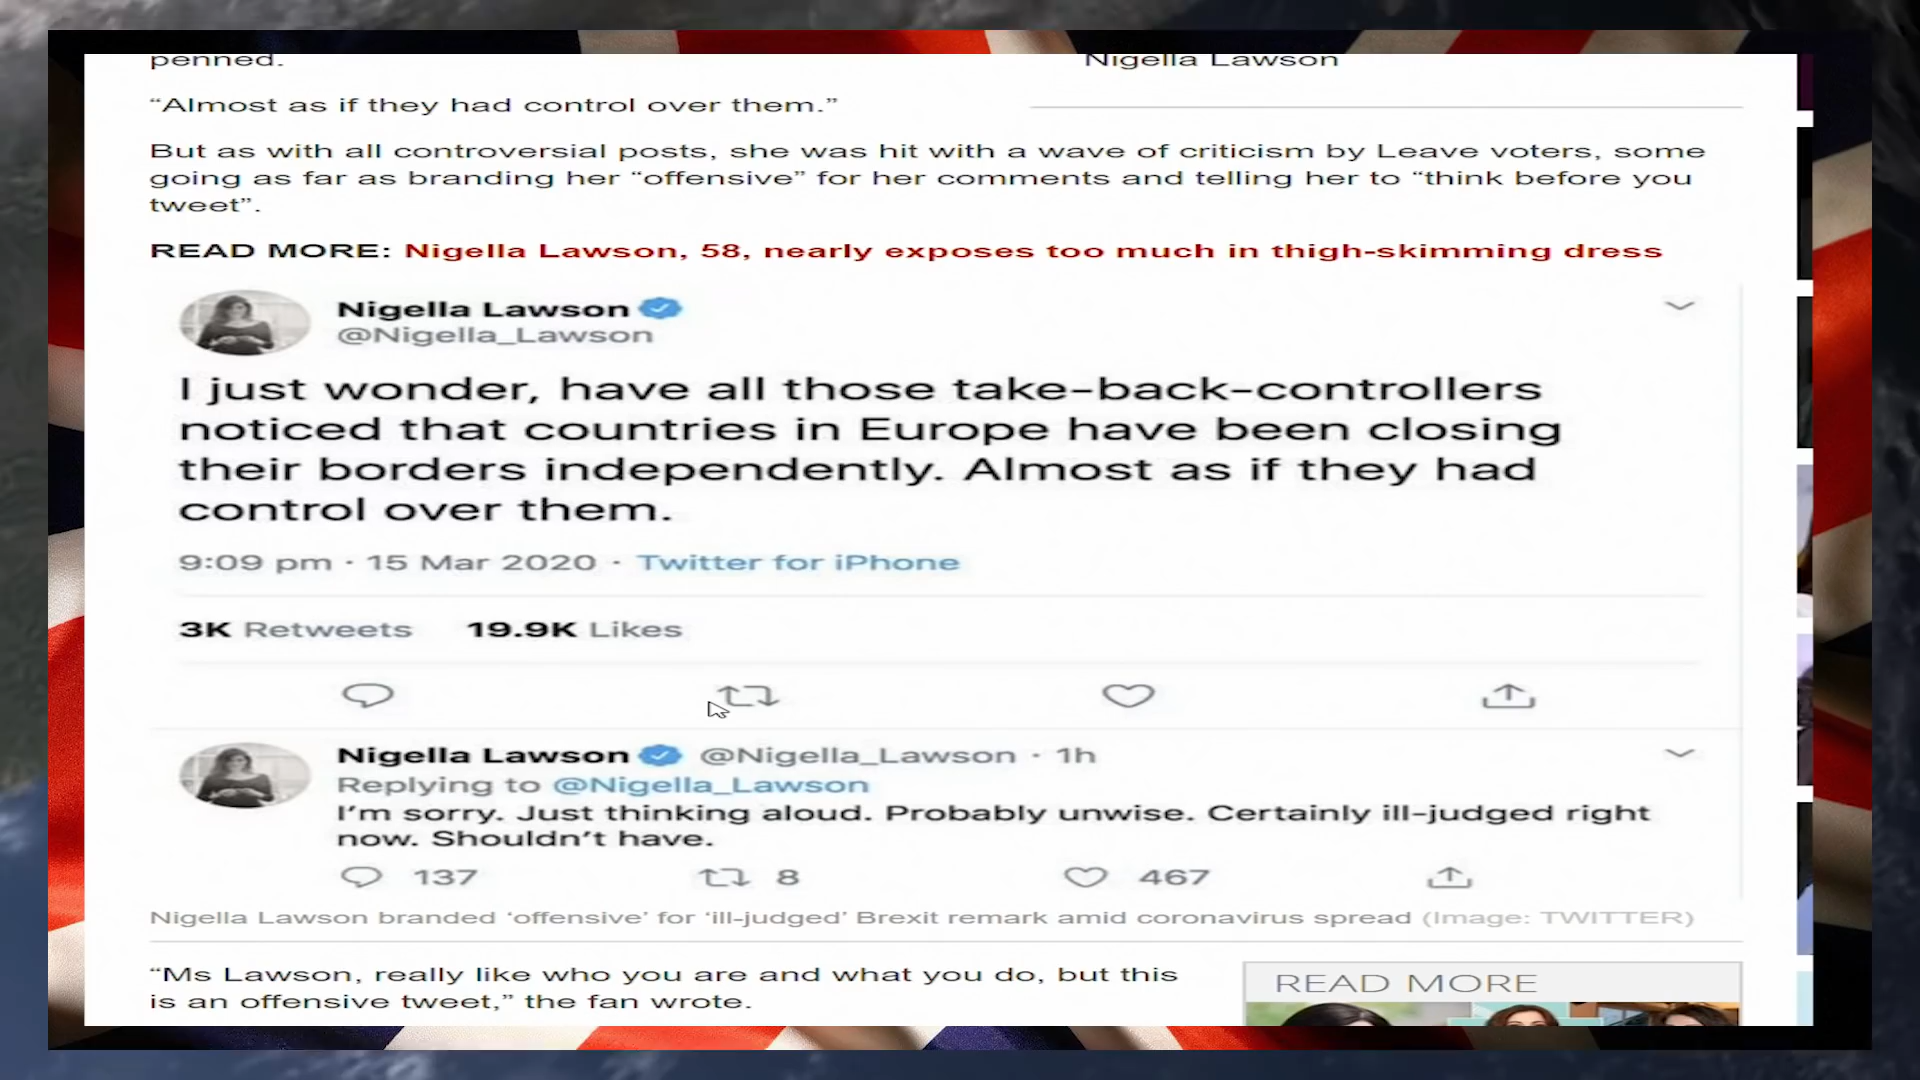 penned.
Nigella Lawson
“Almost as if they had control over them.”
But as with all controversial posts, she was hit with a wave of criticism by Leave voters, some
going as far as branding her “offensive” for her comments and telling her to “think before you
tweet”.
READ MORE: Nigella Lawson, 58, nearly exposes too much in thigh-skimming dress
Nigella Lawson
@Nigella_Lawson
I just wonder, have all those take-back-controllers
noticed that countries in Europe have been closing
their borders independently. Almost as if they had
control over them.
9:09 pm · 15 Mar 2020 · Twitter for iPhone
3K Retweets 19.9K Likes
Nigella Lawson @Nigella_Lawson · 1h
Replying to @Nigella_Lawson
I’m sorry. Just thinking aloud. Probably unwise. Certainly ill-judged right
now. Shouldn’t have.
137 8 467
Nigella Lawson branded ‘offensive’ for ‘ill-judged’ Brexit remark amid coronavirus spread (Image: TWITTER)
“Ms Lawson, really like who you are and what you do, but this
is an offensive tweet,” the fan wrote.
READ MORE